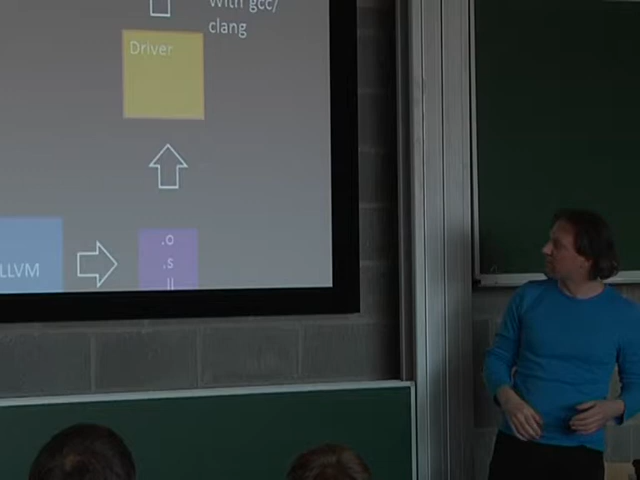 With gcc/
clang
Driver
LLVM
.o
.s